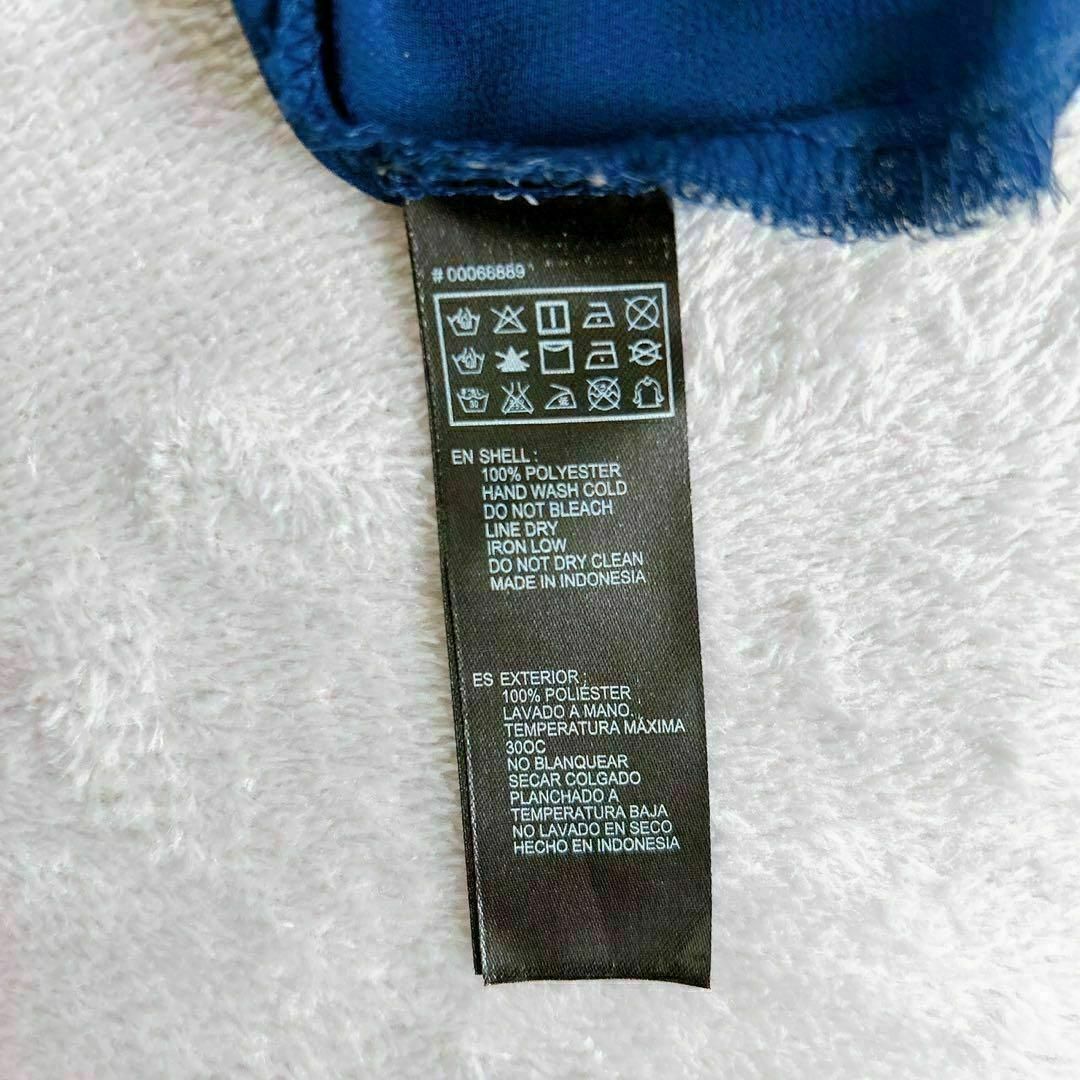 # 00068889
EN SHELL :
100% POLYESTER
HAND WASH COLD
DO NOT BLEACH
LINE DRY
IRON LOW
DO NOT DRY CLEAN
MADE IN INDONESIA
ES EXTERIOR :
100% POLIÉSTER
LAVADO A MANO,
TEMPERATURA MÁXIMA
30OC
NO BLANQUEAR
SECAR COLGADO
PLANCHADO A
TEMPERATURA BAJA
NO LAVADO EN SECO
HECHO EN INDONESIA